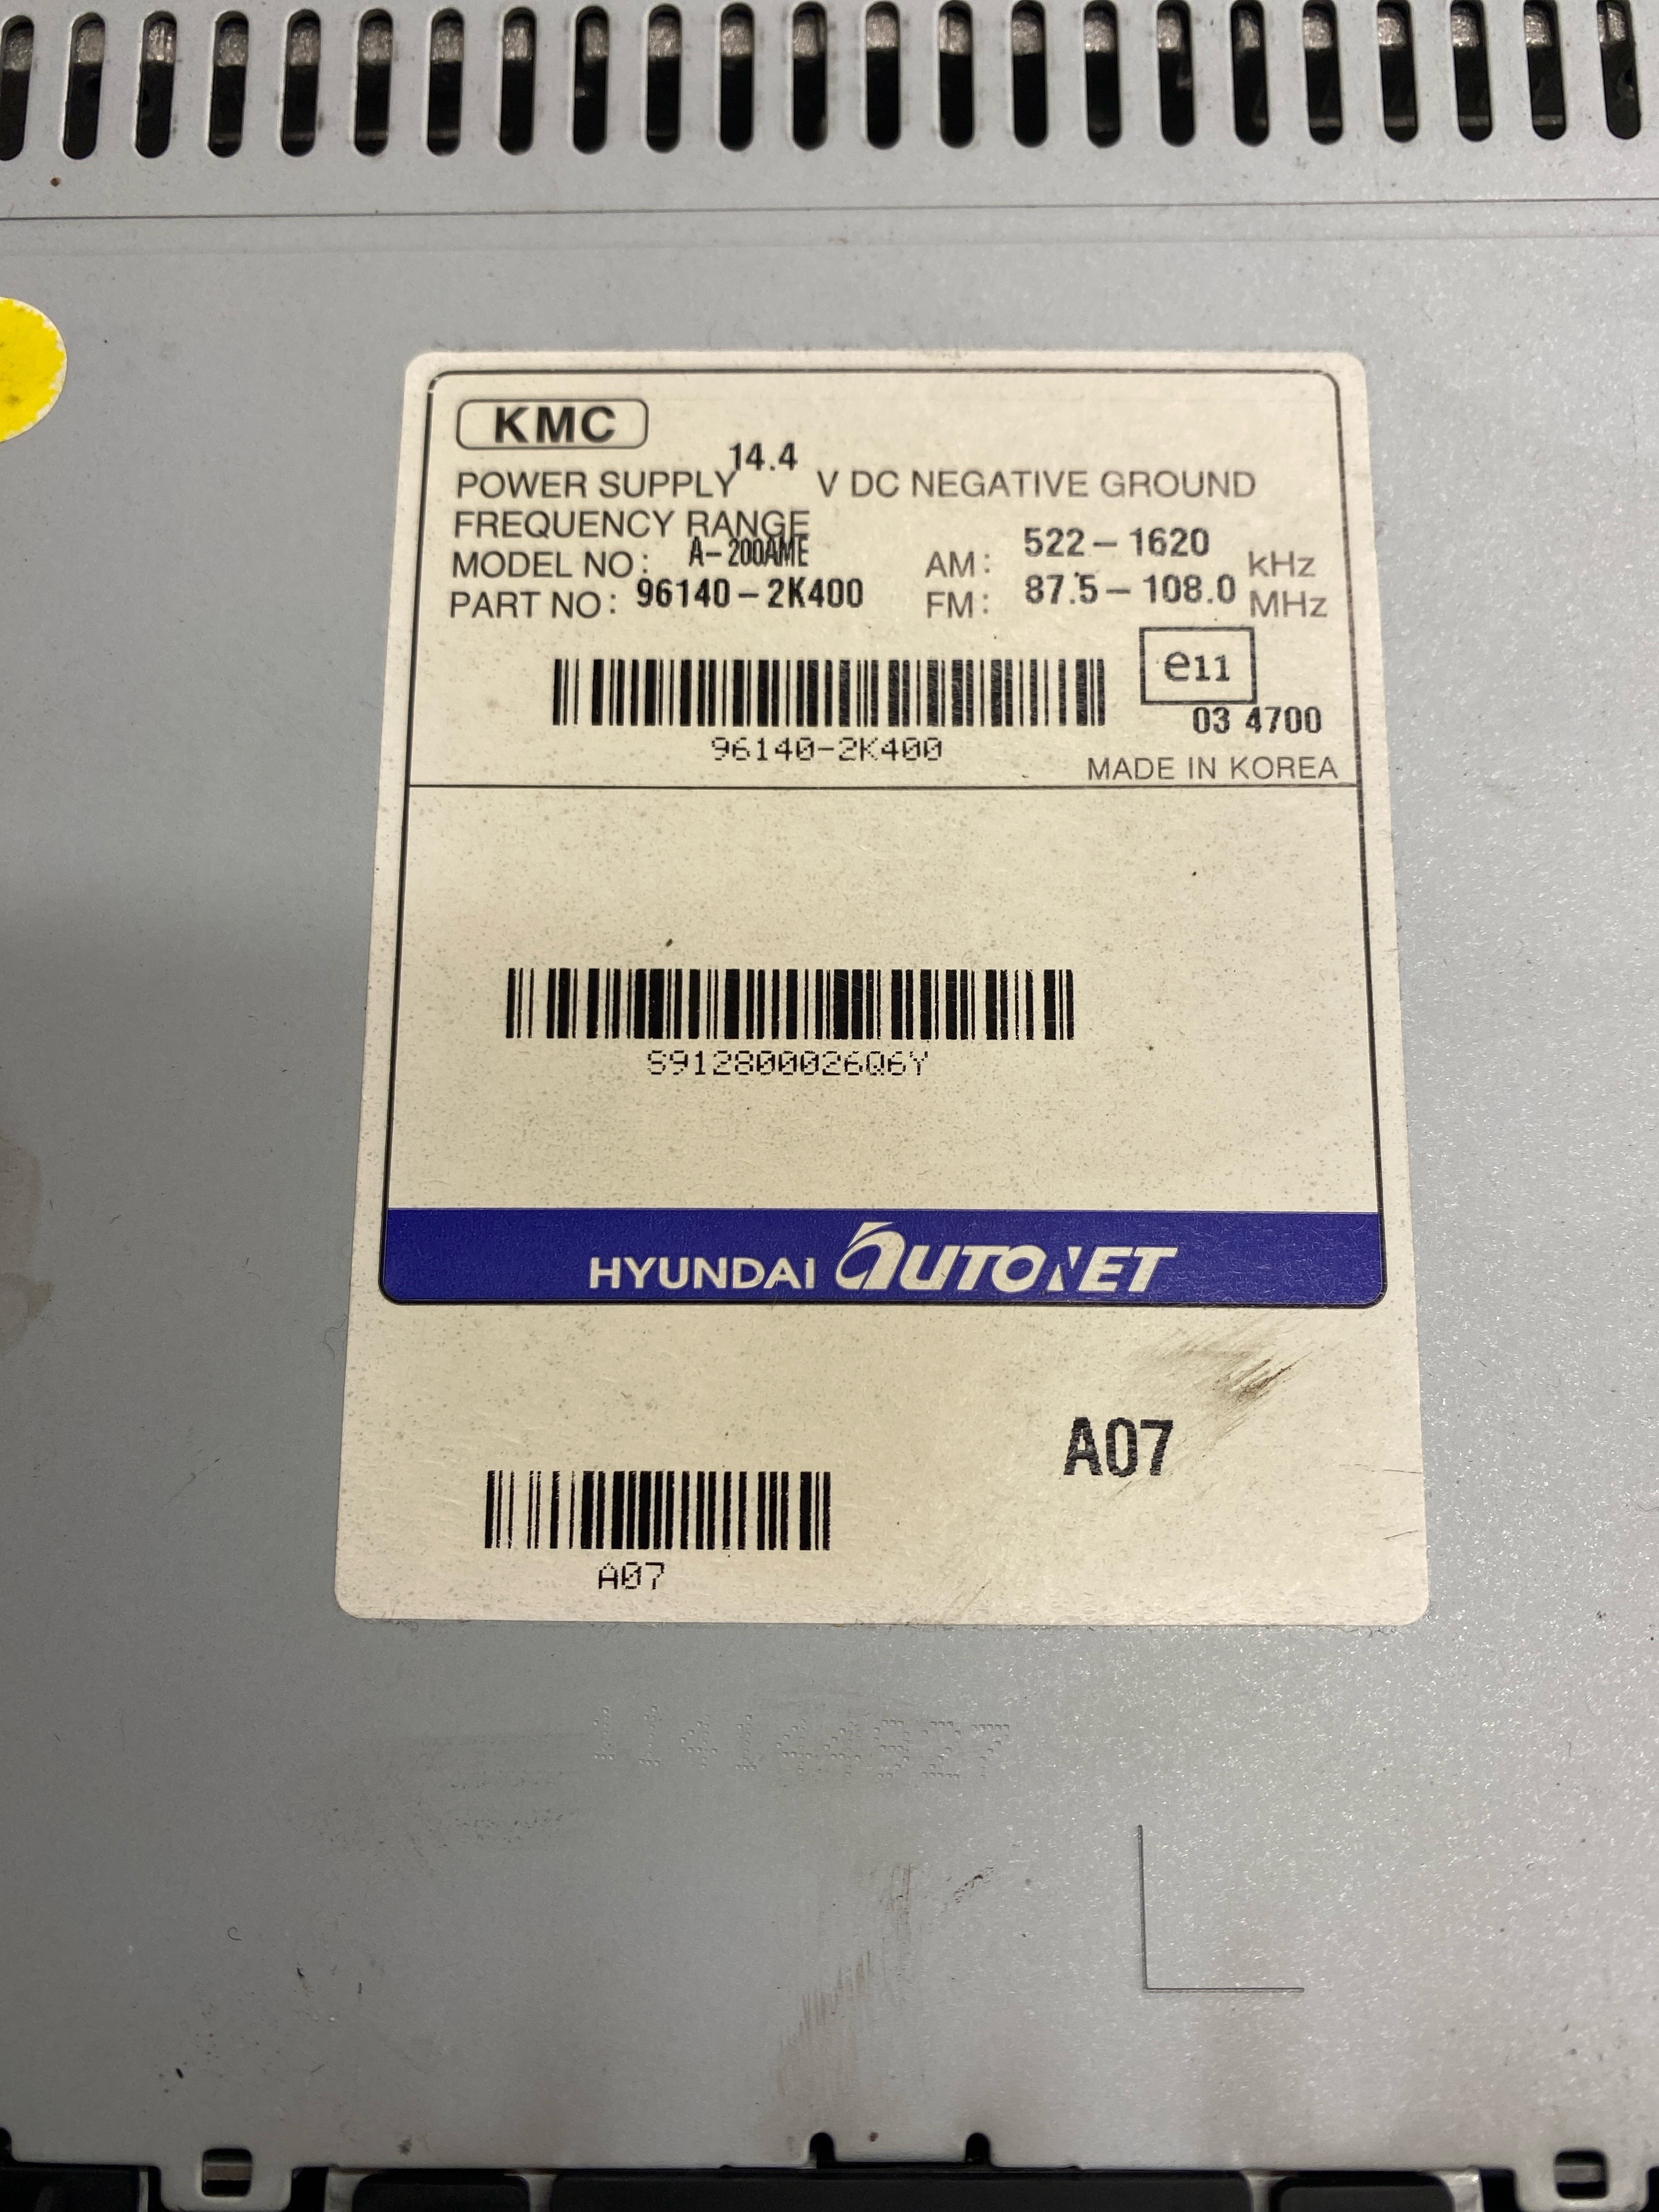 KMC
POWER SUPPLY 14.4 V DC NEGATIVE GROUND
FREQUENCY RANGE
MODEL NO: A-200AME AM: 522-1620 kHz
PART NO: 96140-2K400 FM: 87.5-108.0 MHz
e11
96140-2K400
03 4700
MADE IN KOREA
S912800026Q6Y
HYUNDAI AUTONET
A07
A07